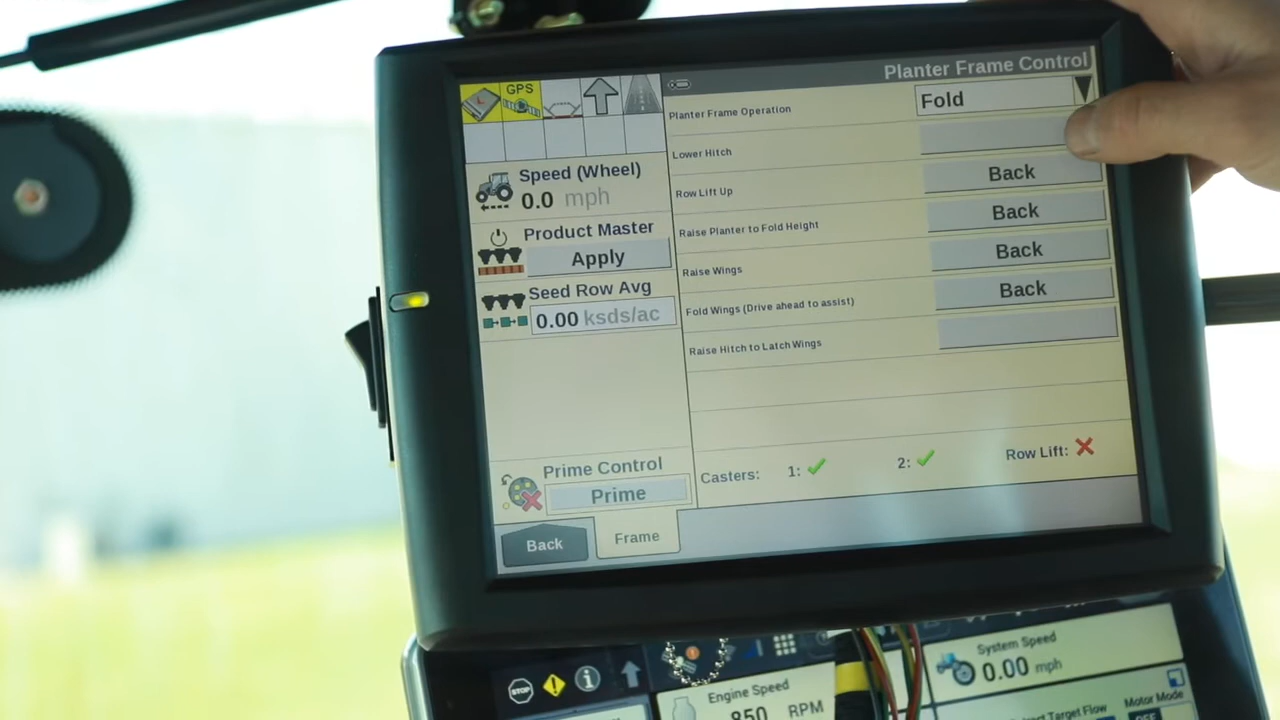 Planter Frame Control
GPS
L
Planter Frame Operation
Fold
Lower Hitch
Row Lift Up
Back
Raise Planter to Fold Height
Back
Raise Wings
Back
Fold Wings (Drive ahead to assist)
Back
Raise Hitch to Latch Wings
Speed (Wheel)
0.0 mph
Product Master
Apply
Seed Row Avg
0.00 ksds/ac
Prime Control
Prime
Casters: 1: 2: Row Lift:
Back
Frame
STOP
System Speed
0.00 mph
Engine Speed
850 RPM
Target Flow
Motor Mode